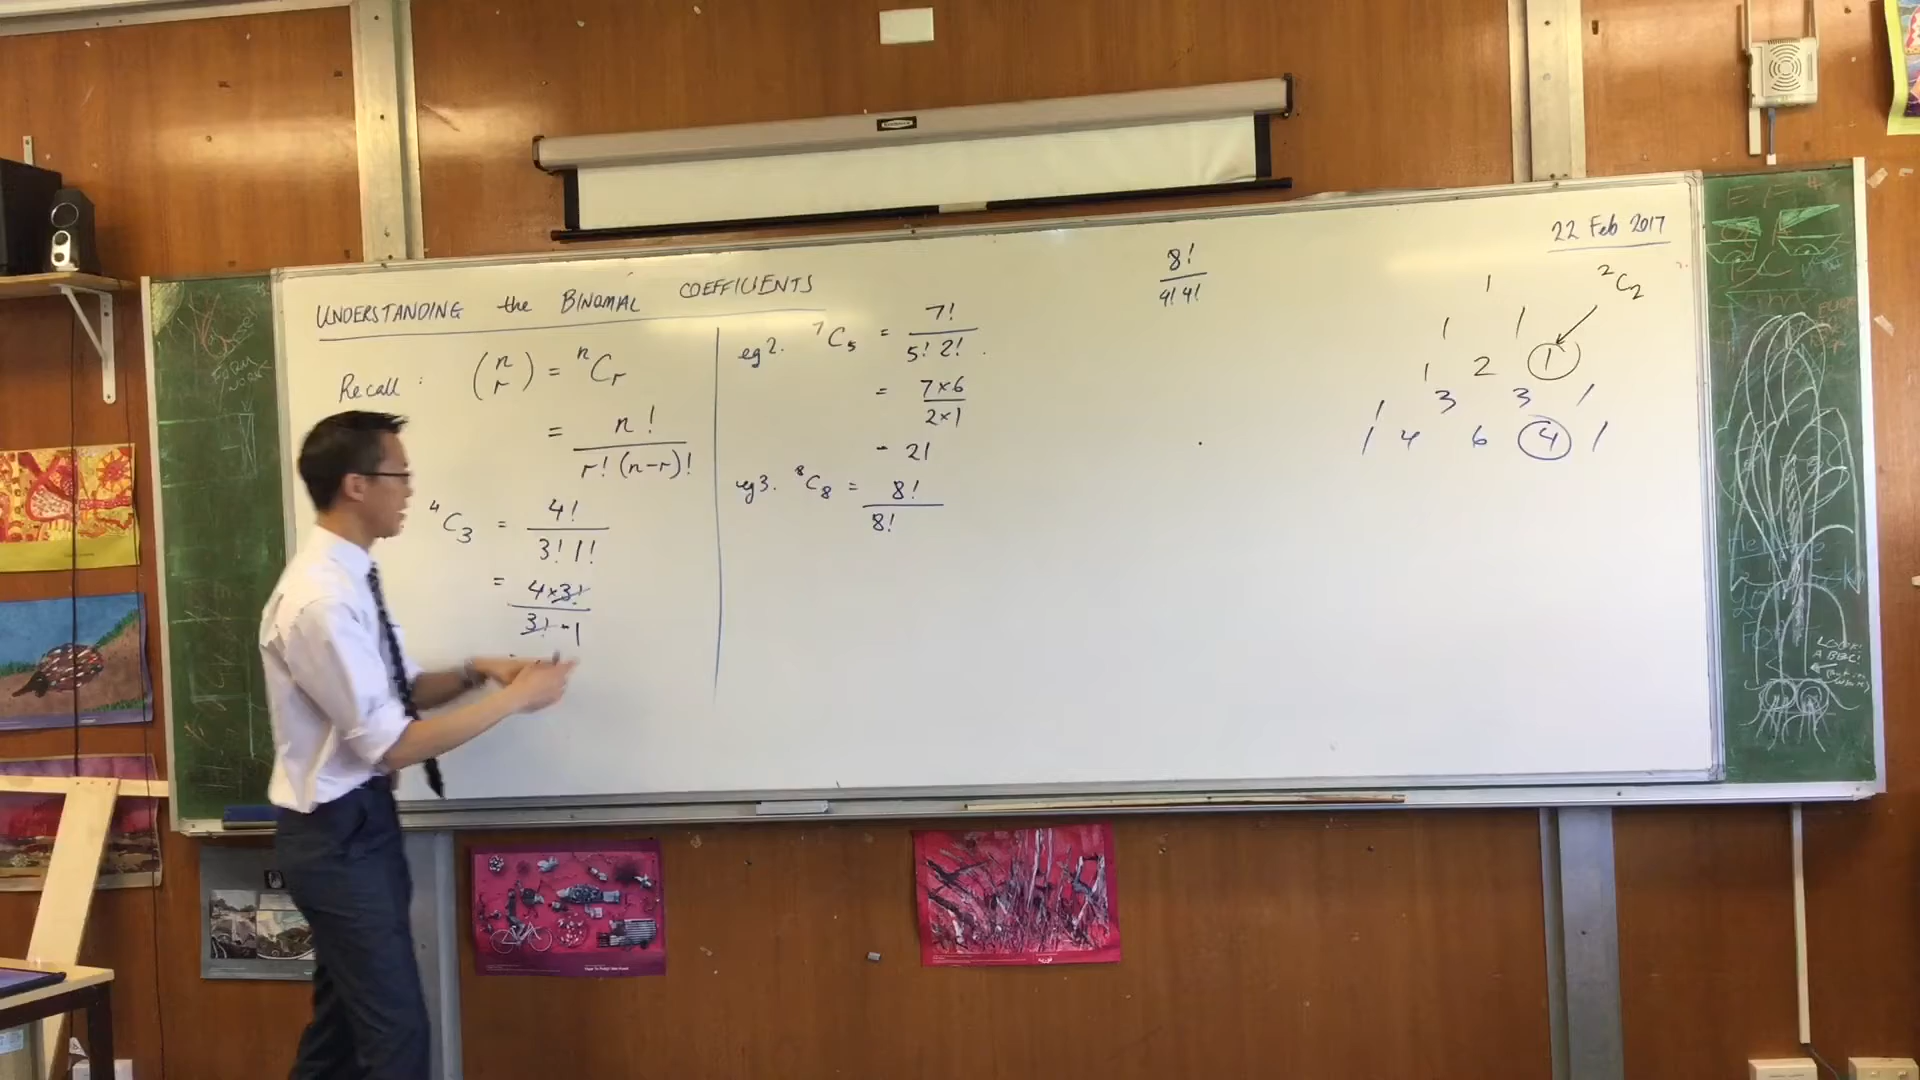 22 Feb 2017
UNDERSTANDING the BINOMIAL COEFFICIENTS
Recall : (n r) = ⁿCᵣ
= n! / r! (n-r)!
⁴C₃ = 4! / 3! 1!
= 4×3! / 3! - 1
eg 2. ⁷C₅ = 7! / 5! 2!
= 7×6 / 2×1
= 21
eg 3. ⁸C₈ = 8! / 8!
8! / 4! 4!
²C₂
1
1 1
1 2 1
1 3 3 1
1 4 6 4 1
LOOK!
A BBC!